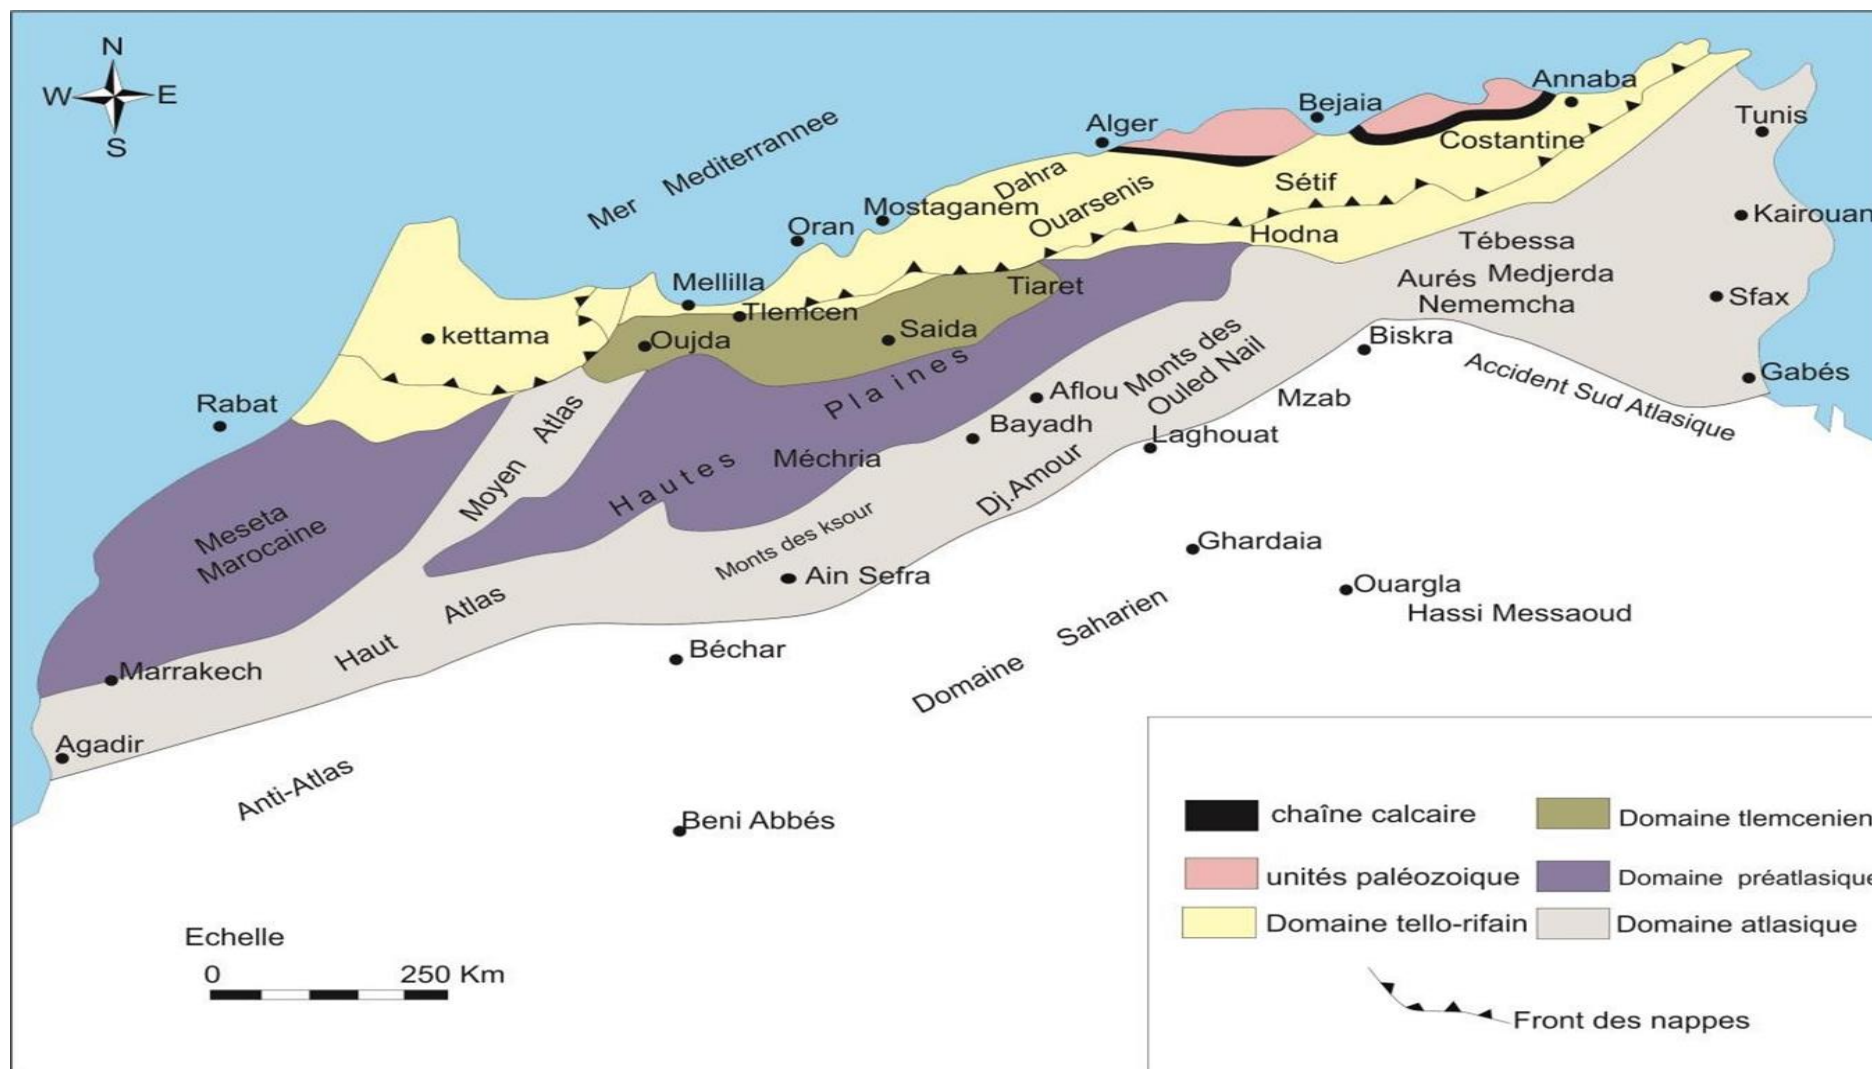 N
W E
S
Mer Mediterrannee
Alger
Bejaia
Annaba
Tunis
Costantine
Dahra
Sétif
Ouarsenis
Mostaganem
Oran
Kairouan
Hodna
Tébessa
Aurés Medjerda
Nememcha
Sfax
Mellilla
Tlemcen
Tiaret
kettama
Oujda
Saida
Biskra
Monts des
Ouled Nail
Accident Sud Atlasique
Gabés
Rabat
Moyen Atlas
Hautes Plaines
Aflou
Mzab
Bayadh
Laghouat
Méchria
Dj.Amour
Meseta
Marocaine
Monts des ksour
Ghardaia
Ain Sefra
Ouargla
Hassi Messaoud
Haut Atlas
Béchar
Domaine Saharien
Marrakech
Agadir
Anti-Atlas
Beni Abbés
chaîne calcaire
Domaine tlemcenien
unités paléozoique
Domaine préatlasique
Domaine tello-rifain
Domaine atlasique
Front des nappes
Echelle
0 250 Km